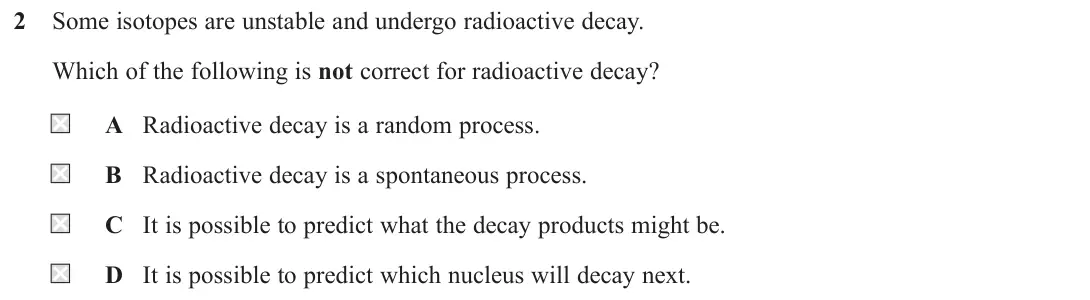 2 Some isotopes are unstable and undergo radioactive decay.
Which of the following is not correct for radioactive decay?
A Radioactive decay is a random process.
B Radioactive decay is a spontaneous process.
C It is possible to predict what the decay products might be.
D It is possible to predict which nucleus will decay next.